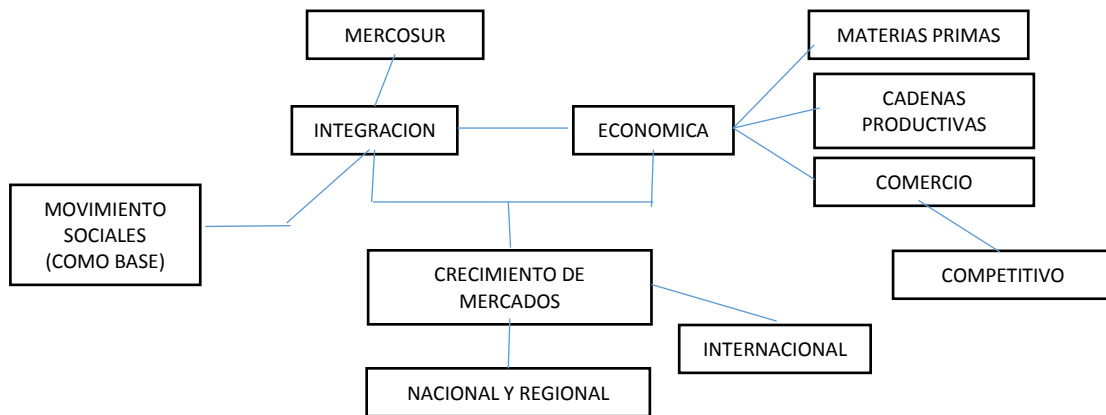 MERCOSUR
MATERIAS PRIMAS
CADENAS
PRODUCTIVAS
INTEGRACION
ECONOMICA
COMERCIO
MOVIMIENTO
SOCIALES
(COMO BASE)
CRECIMIENTO DE
MERCADOS
COMPETITIVO
INTERNACIONAL
NACIONAL Y REGIONAL